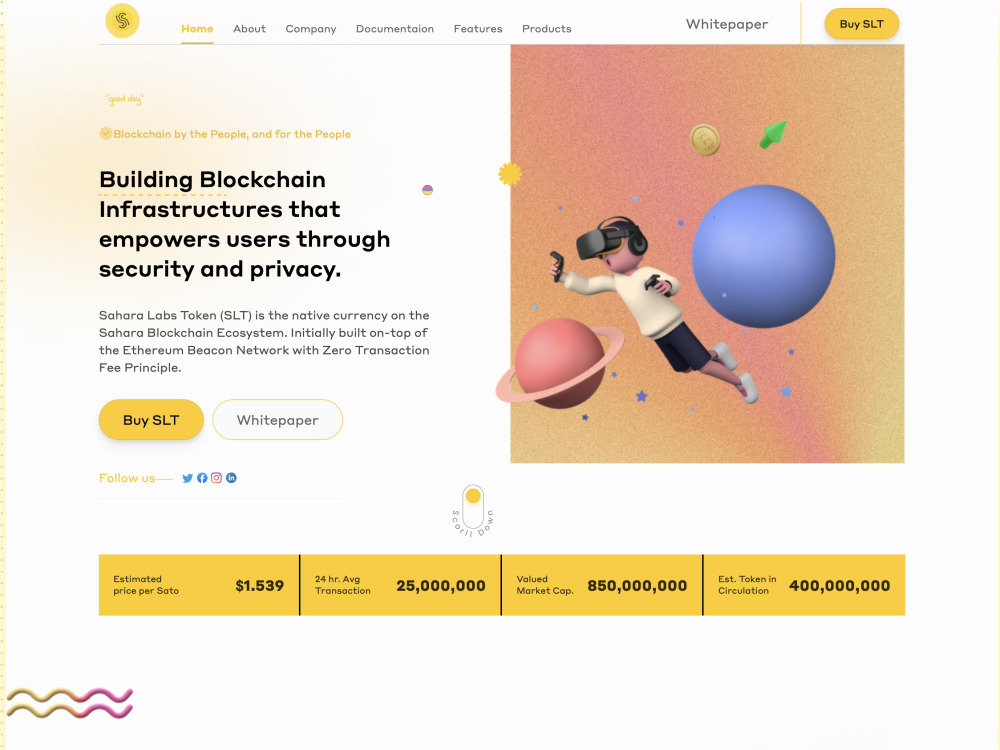 Home About Company Documentaion Features Products Whitepaper Buy SLT
'good day'
Blockchain by the People, and for the People
Building Blockchain
Infrastructures that
empowers users through
security and privacy.
Sahara Labs Token (SLT) is the native currency on the
Sahara Blockchain Ecosystem. Initially built on-top of
the Ethereum Beacon Network with Zero Transaction
Fee Principle.
Buy SLT Whitepaper
Follow us
Scorll Down
Estimated
price per Sato
$1.539
24 hr. Avg
Transaction
25,000,000
Valued
Market Cap.
850,000,000
Est. Token in
Circulation
400,000,000